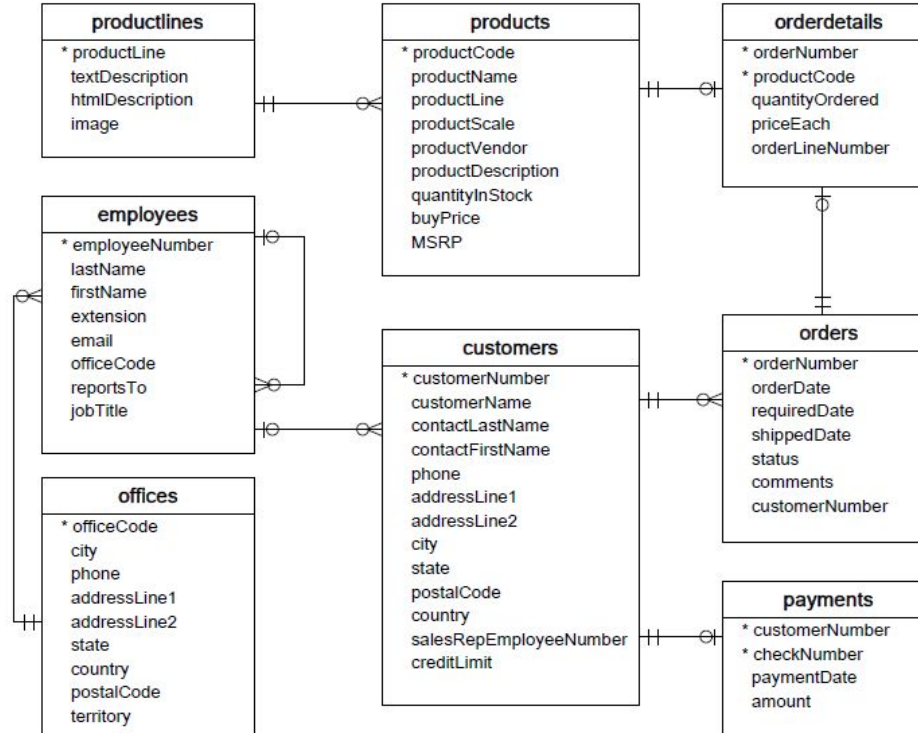 productlines
* productLine
textDescription
htmlDescription
image
products
* productCode
productName
productLine
productScale
productVendor
productDescription
quantityInStock
buyPrice
MSRP
orderdetails
* orderNumber
* productCode
quantityOrdered
priceEach
orderLineNumber
employees
* employeeNumber
lastName
firstName
extension
email
officeCode
reportsTo
jobTitle
customers
* customerNumber
customerName
contactLastName
contactFirstName
phone
addressLine1
addressLine2
city
state
postalCode
country
salesRepEmployeeNumber
creditLimit
orders
* orderNumber
orderDate
requiredDate
shippedDate
status
comments
customerNumber
offices
* officeCode
city
phone
addressLine1
addressLine2
state
country
postalCode
territory
payments
* customerNumber
* checkNumber
paymentDate
amount